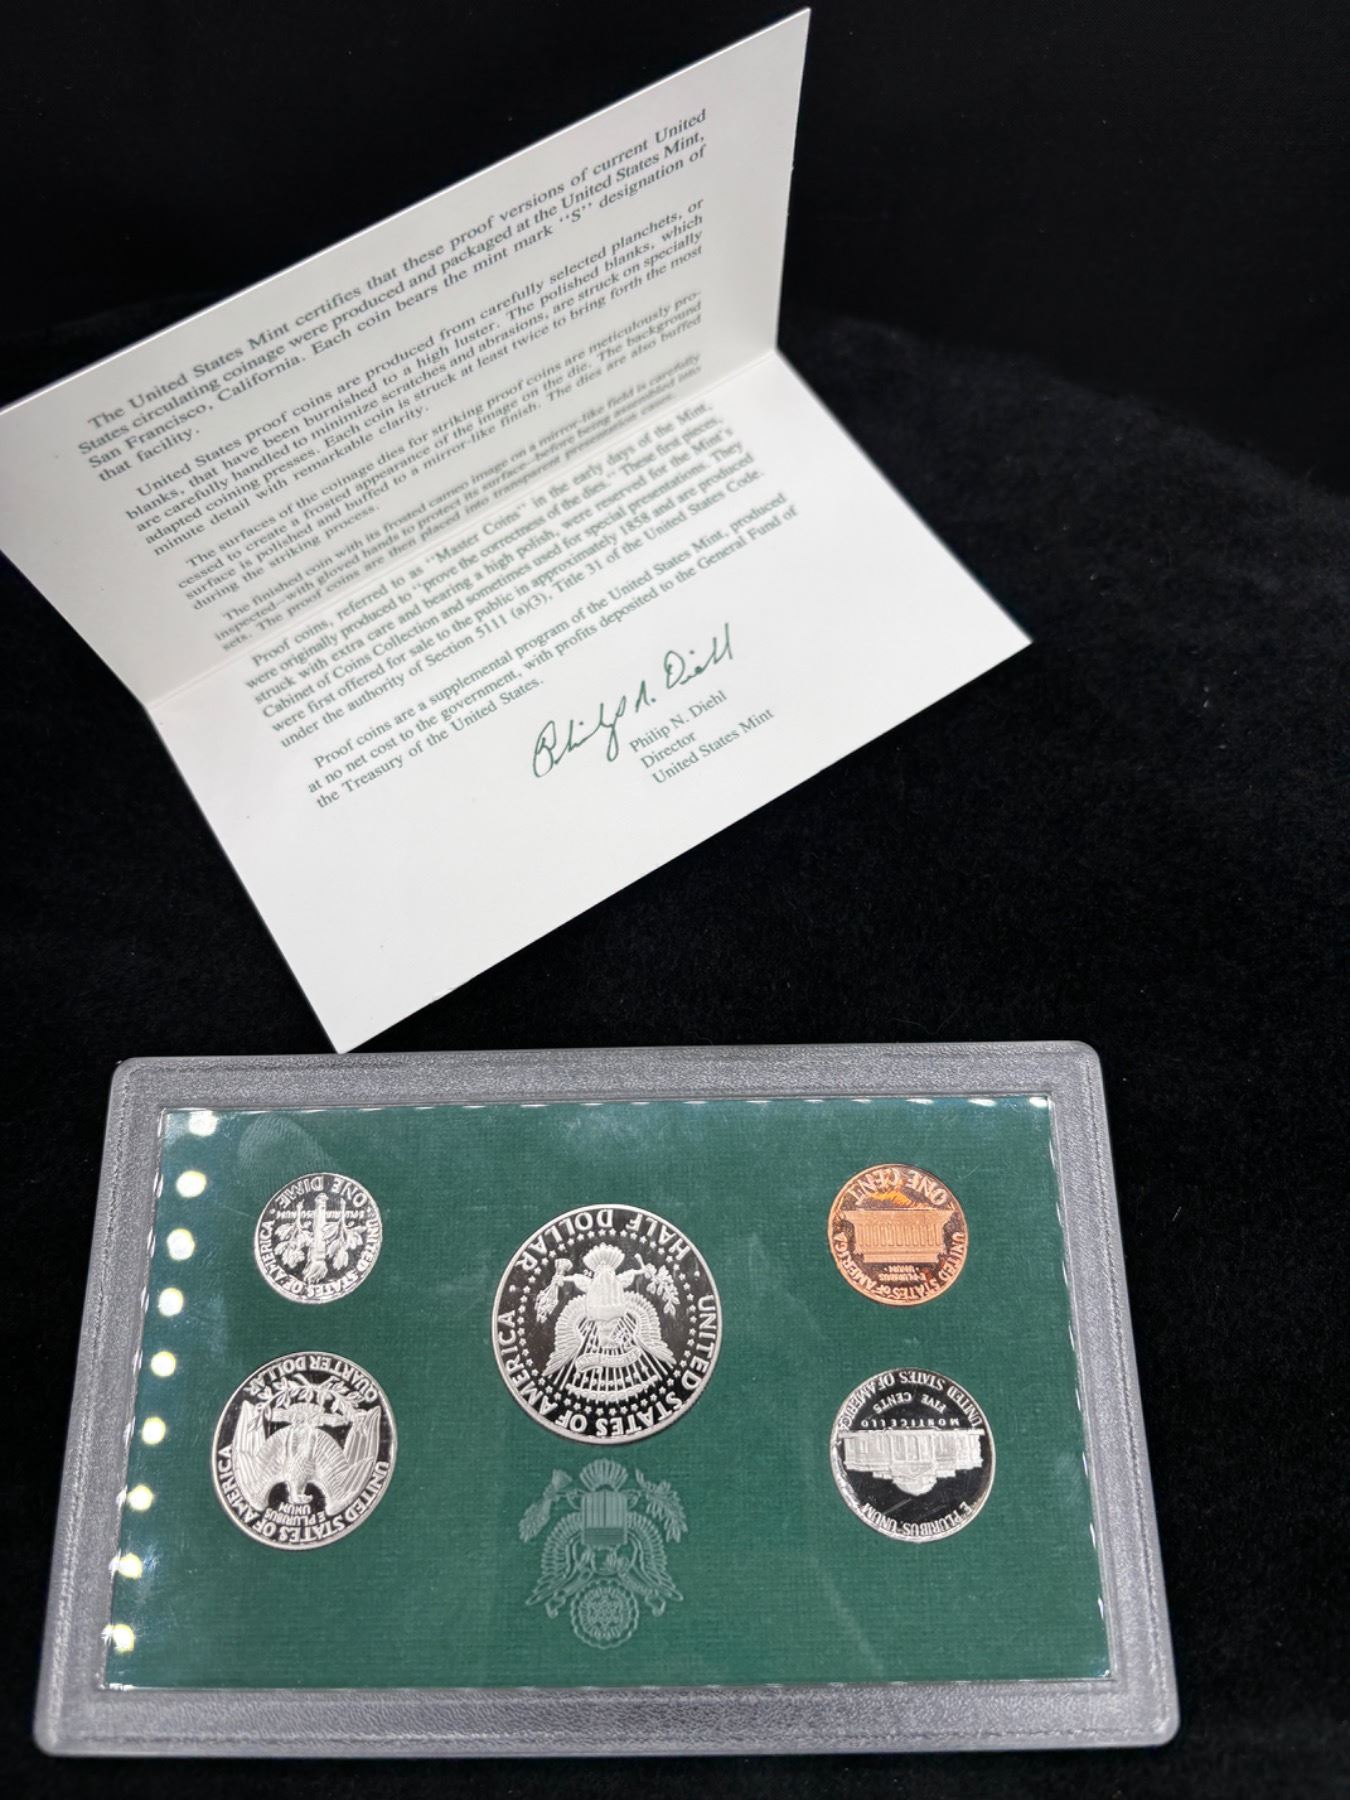 The United States Mint certifies that these proof versions of current United
States circulating coinage were produced and packaged at the United States Mint,
San Francisco, California. Each coin bears the mint mark "S" designation of
that facility.
United States proof coins are produced from carefully selected planchets, or
blanks, that have been burnished to a high luster. The polished blanks, which
are carefully handled to minimize scratches and abrasions, are struck on specially
adapted coining presses. Each coin is struck at least twice to bring forth the most
minute detail with remarkable clarity.
The surfaces of the coinage dies for striking proof coins are meticulously pro-
cessed to create a frosted appearance of the image on the die. The background
surface is polished and buffed to a mirror-like finish. The dies are also buffed
during the striking process.
The finished coin with its frosted cameo image on a mirror-like field is carefully
inspected—with gloved hands to protect its surface—before being assembled into
sets. The proof coins are then placed into transparent presentation cases.
Proof coins, referred to as "Master Coins" in the early days of the Mint,
were originally produced to "prove the correctness of the dies." These first pieces,
struck with extra care and bearing a high polish, were reserved for the Mint's
Cabinet of Coins Collection and sometimes used for special presentations. They
were first offered for sale to the public in approximately 1858 and are produced
under the authority of Section 5111 (a)(3), Title 31 of the United States Code.
Proof coins are a supplemental program of the United States Mint, produced
at no net cost to the government, with profits deposited to the General Fund of
the Treasury of the United States.
Philip N. Diehl
Philip N. Diehl
Director
United States Mint
ONE DIME
UNITED STATES OF AMERICA
E PLURIBUS UNUM
HALF DOLLAR
UNITED STATES OF AMERICA
ONE CENT
UNITED STATES OF AMERICA
E PLURIBUS
UNUM
QUARTER DOLLAR
UNITED STATES OF AMERICA
E PLURIBUS
UNUM
UNITED STATES OF AMERICA
FIVE CENTS
MONTICELLO
E PLURIBUS UNUM